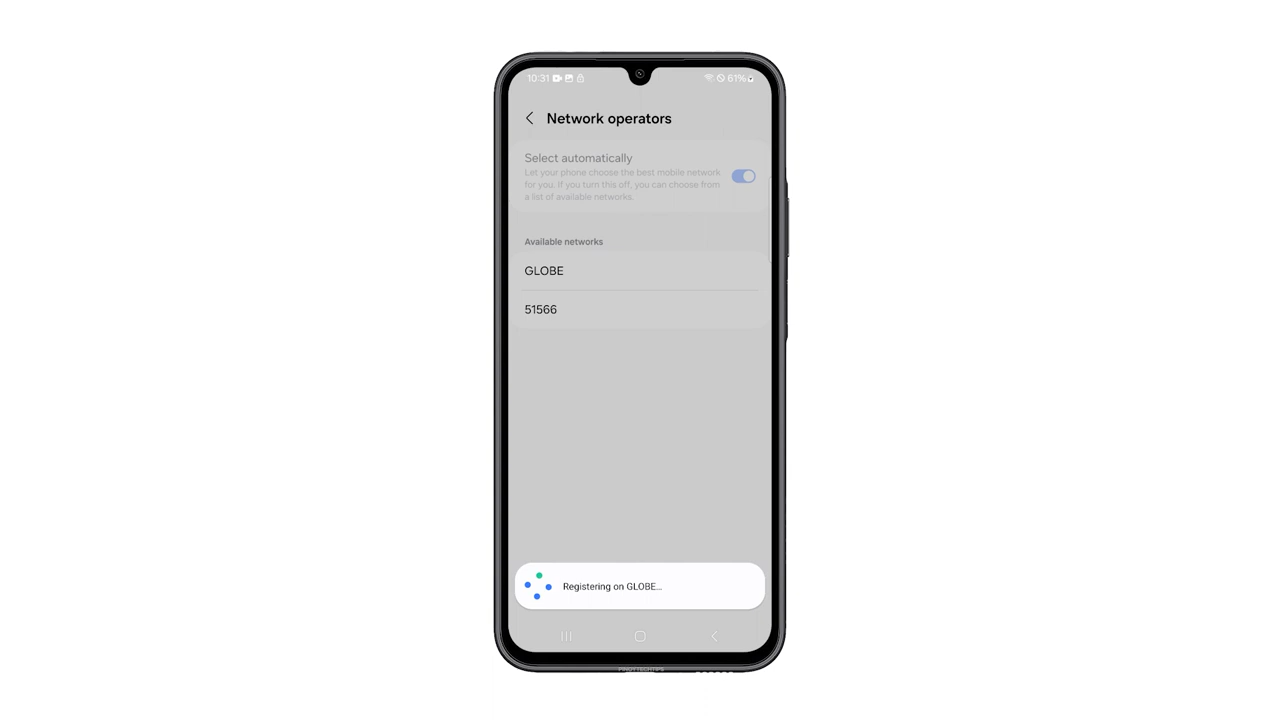 10:31 61%
Network operators
Select automatically
Let your phone choose the best mobile network
for you. If you turn this off, you can choose from
a list of available networks.
Available networks
GLOBE
51566
Registering on GLOBE...